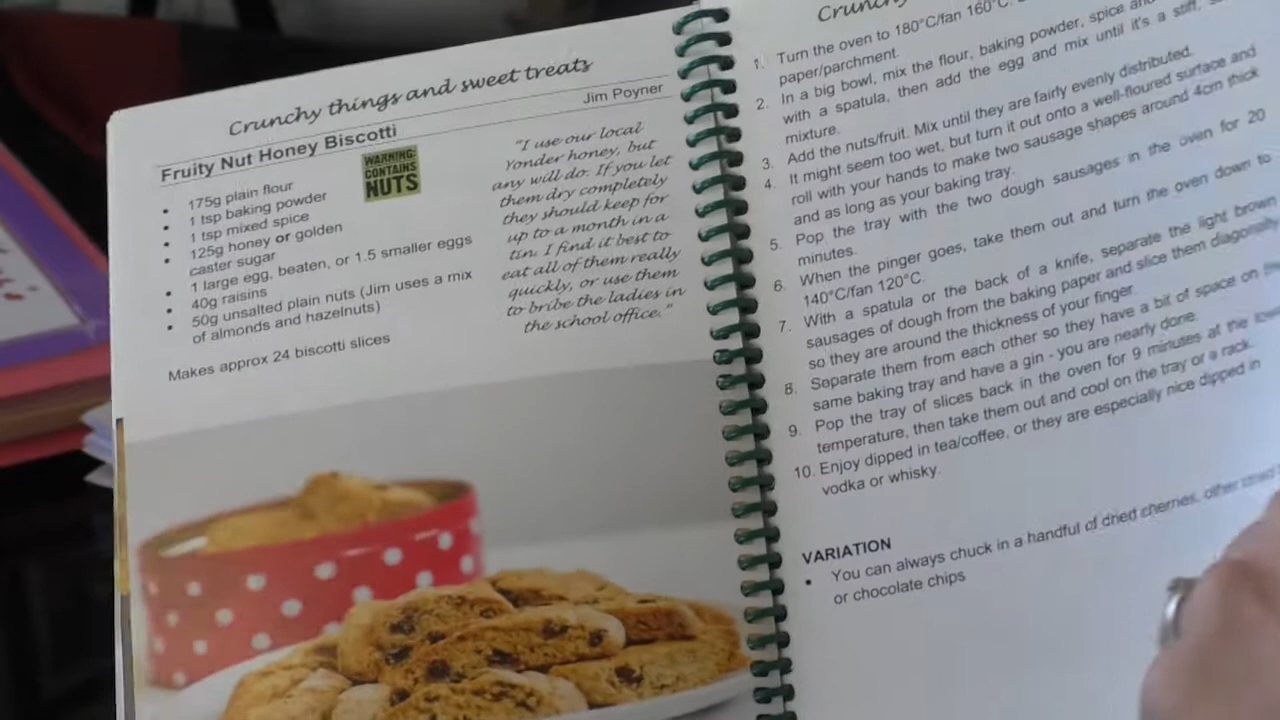 Crunchy things and sweet treats
Jim Poyner
Fruity Nut Honey Biscotti
WARNING:
CONTAINS
NUTS
• 175g plain flour
• 1 tsp baking powder
• 1 tsp mixed spice
• 125g honey or golden
caster sugar
• 1 large egg, beaten, or 1.5 smaller eggs
• 40g raisins
• 50g unsalted plain nuts (Jim uses a mix
of almonds and hazelnuts)
Makes approx 24 biscotti slices
"I use our local
Yonder honey, but
any will do. If you let
them dry completely
they should keep for
up to a month in a
tin. I find it best to
eat all of them really
quickly, or use them
to bribe the ladies in
the school office."
Crunchy
1. Turn the oven to 180°C/fan 160°C.
paper/parchment.
2. In a big bowl, mix the flour, baking powder, spice and
with a spatula, then add the egg and mix until it's a stiff,
mixture.
3. Add the nuts/fruit. Mix until they are fairly evenly distributed.
4. It might seem too wet, but turn it out onto a well-floured surface and
roll with your hands to make two sausage shapes around 4cm thick
and as long as your baking tray.
5. Pop the tray with the two dough sausages in the oven for 20
minutes.
6. When the pinger goes, take them out and turn the oven down to
140°C/fan 120°C.
7. With a spatula or the back of a knife, separate the light brown
sausages of dough from the baking paper and slice them diagonally
so they are around the thickness of your finger.
8. Separate them from each other so they have a bit of space on the
same baking tray and have a gin - you are nearly done.
9. Pop the tray of slices back in the oven for 9 minutes at the lower
temperature, then take them out and cool on the tray or a rack.
10. Enjoy dipped in tea/coffee, or they are especially nice dipped in
vodka or whisky.
VARIATION
• You can always chuck in a handful of dried cherries, other dried
or chocolate chips